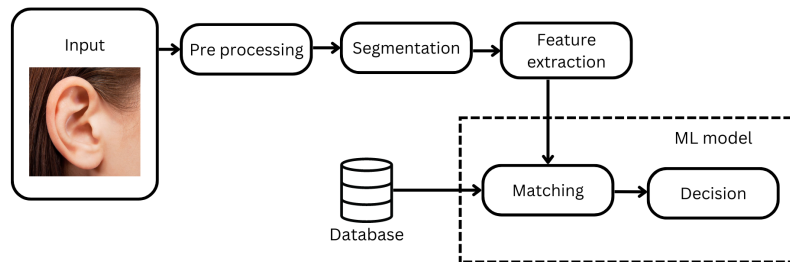 Input
Pre processing
Segmentation
Feature
extraction
ML model
Matching
Decision
Database